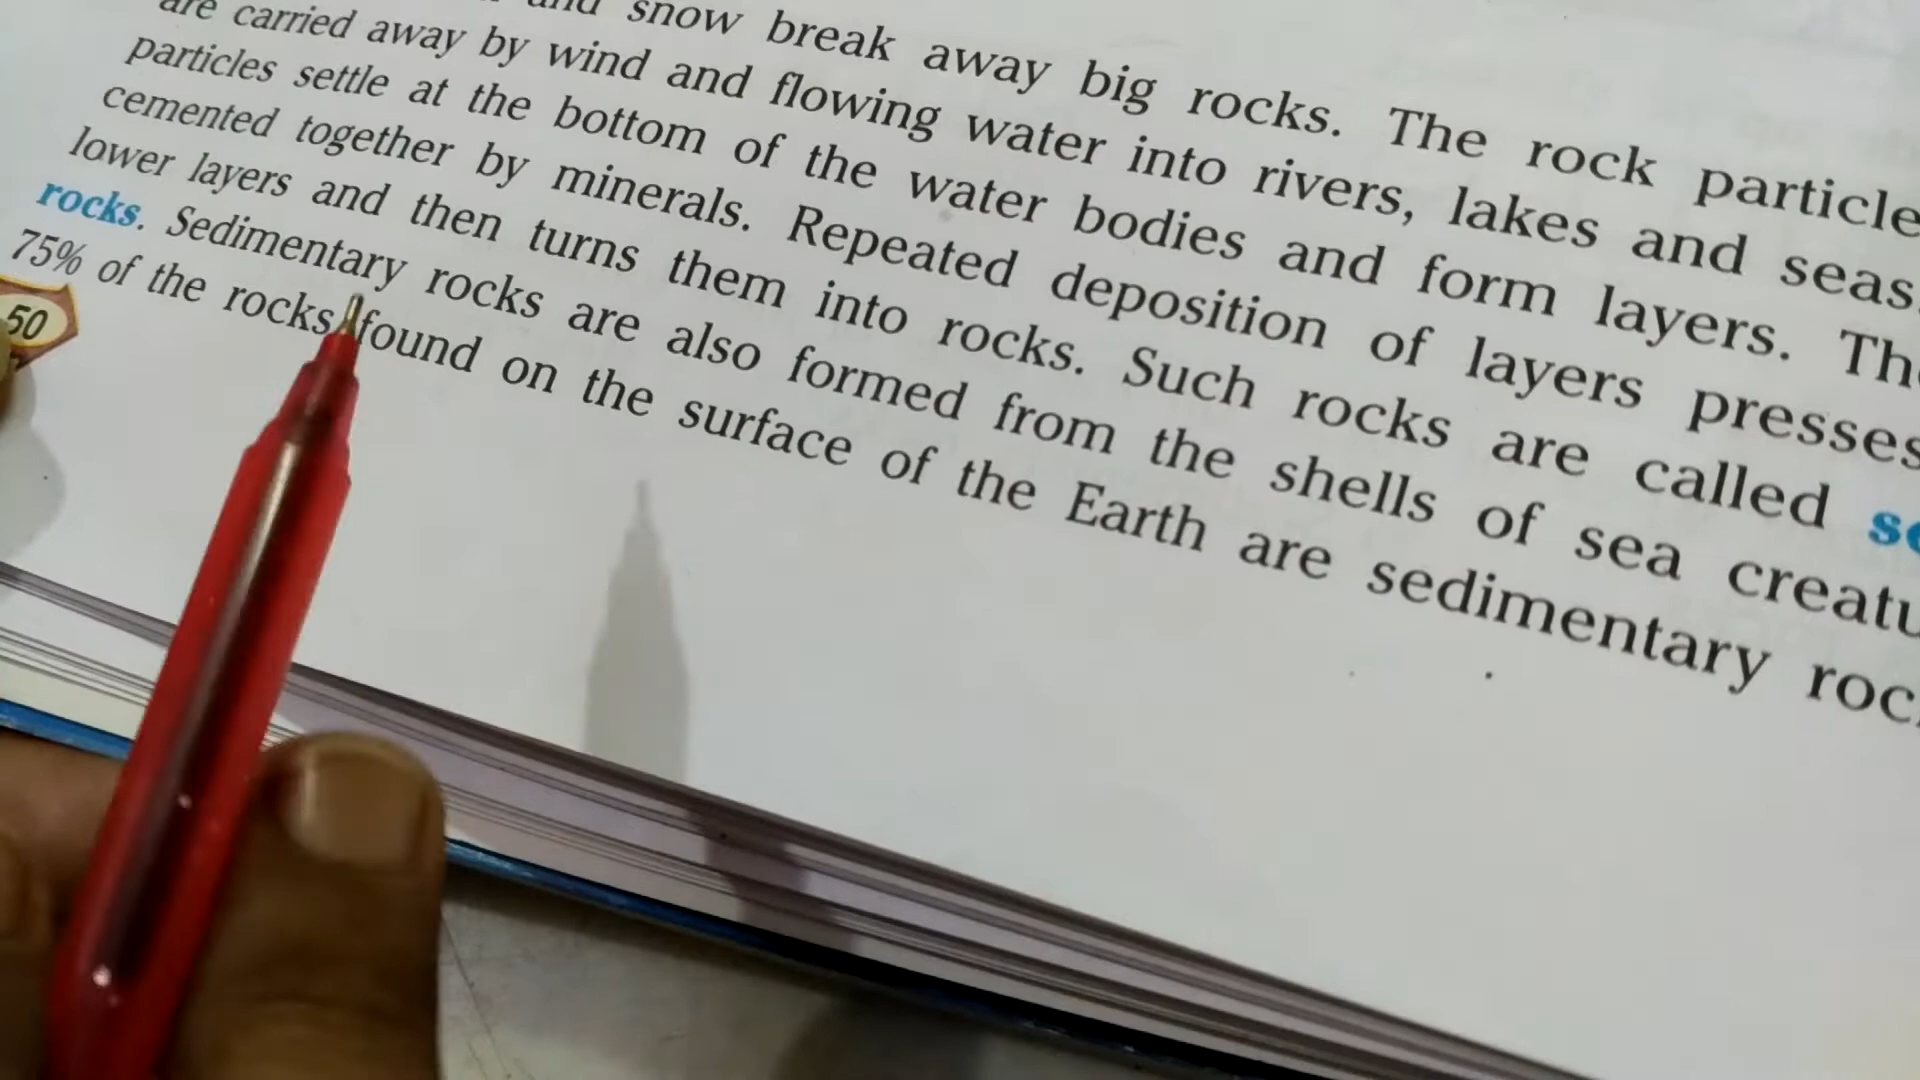 and snow break away big rocks. The rock particle
are carried away by wind and flowing water into rivers, lakes and seas.
particles settle at the bottom of the water bodies and form layers. The
cemented together by minerals. Repeated deposition of layers presses
lower layers and then turns them into rocks. Such rocks are called se
rocks. Sedimentary rocks are also formed from the shells of sea creatu
75% of the rocks found on the surface of the Earth are sedimentary roc
50